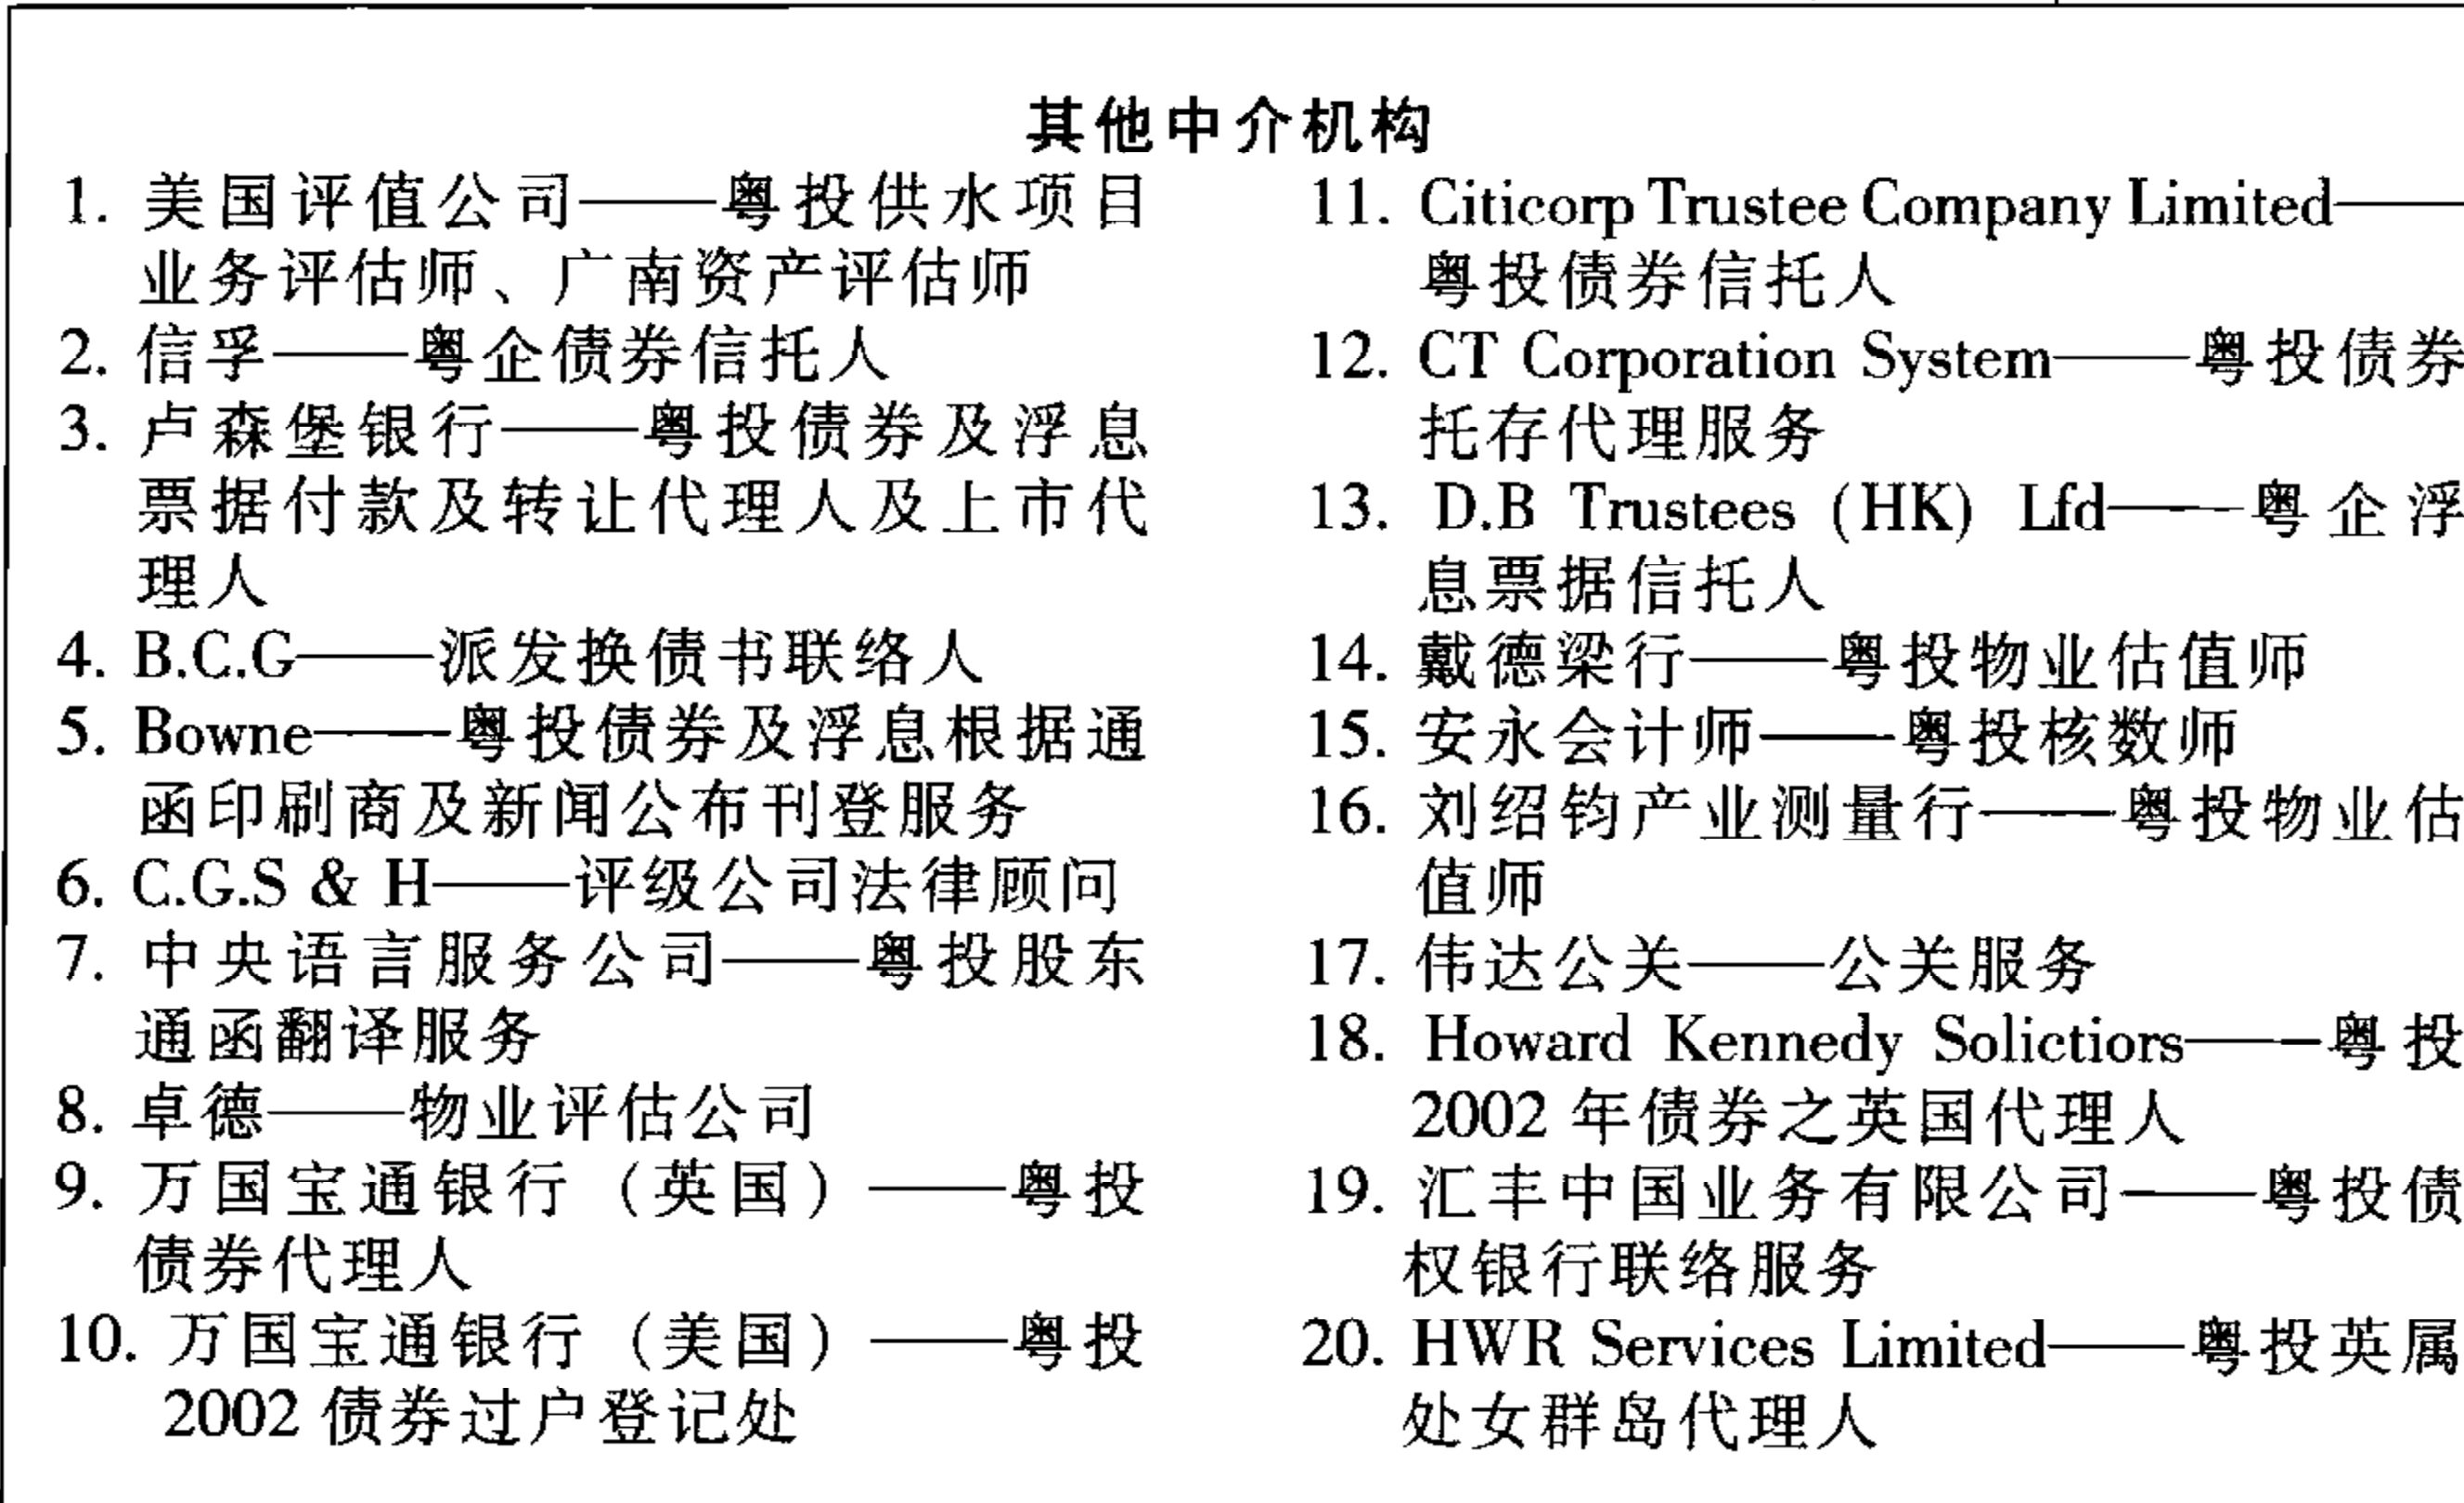 其他中介机构
1. 美国评值公司——粤投供水项目
业务评估师、广南资产评估师
2. 信孚——粤企债券信托人
3. 卢森堡银行——粤投债券及浮息
票据付款及转让代理人及上市代
理人
4. B.C.G——派发换债书联络人
5. Bowne——粤投债券及浮息根据通
函印刷商及新闻公布刊登服务
6. C.G.S & H——评级公司法律顾问
7. 中央语言服务公司——粤投股东
通函翻译服务
8. 卓德——物业评估公司
9. 万国宝通银行（英国）——粤投
债券代理人
10. 万国宝通银行（美国）——粤投
2002 债券过户登记处
11. Citicorp Trustee Company Limited——
粤投债券信托人
12. CT Corporation System——粤投债券
托存代理服务
13. D.B Trustees (HK) Lfd——粤企浮
息票据信托人
14. 戴德梁行——粤投物业估值师
15. 安永会计师——粤投核数师
16. 刘绍钧产业测量行——粤投物业估
值师
17. 伟达公关——公关服务
18. Howard Kennedy Solictiors——粤投
2002 年债券之英国代理人
19. 汇丰中国业务有限公司——粤投债
权银行联络服务
20. HWR Services Limited——粤投英属
处女群岛代理人